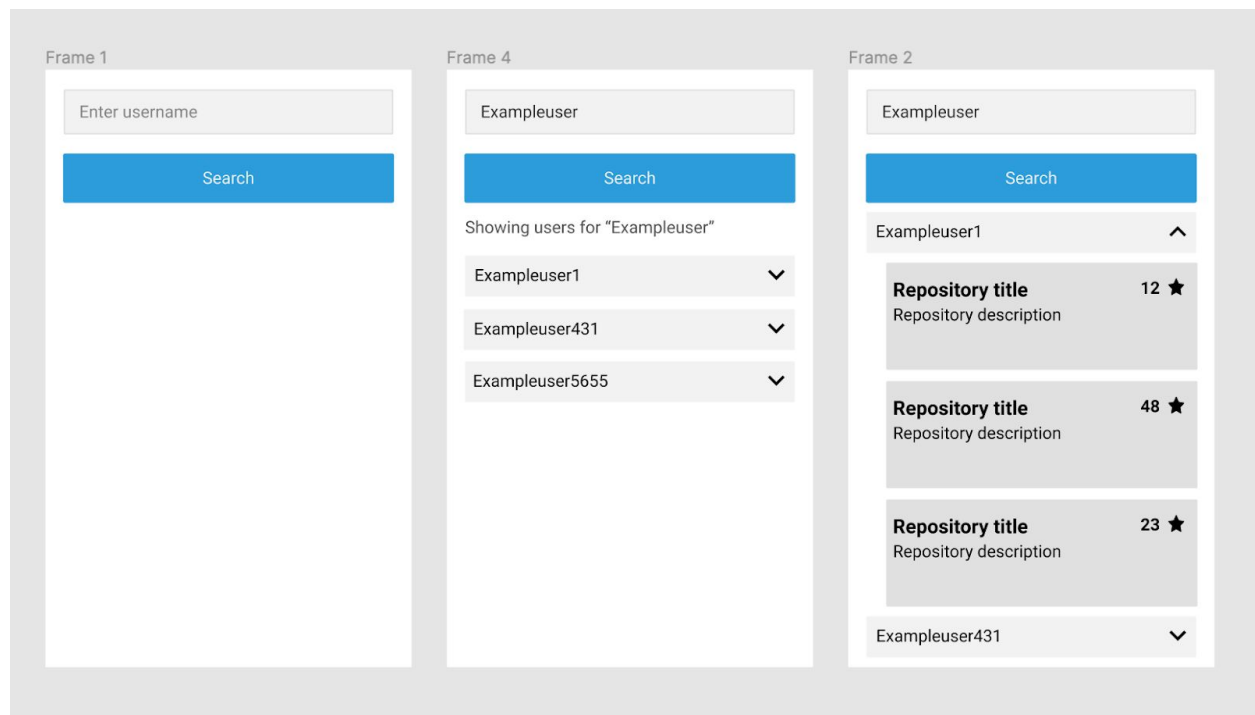 Frame 1
Enter username
Search
Frame 4
Exampleuser
Search
Showing users for “Exampleuser”
Exampleuser1
Exampleuser431
Exampleuser5655
Frame 2
Exampleuser
Search
Exampleuser1
Repository title 12
Repository description
Repository title 48
Repository description
Repository title 23
Repository description
Exampleuser431